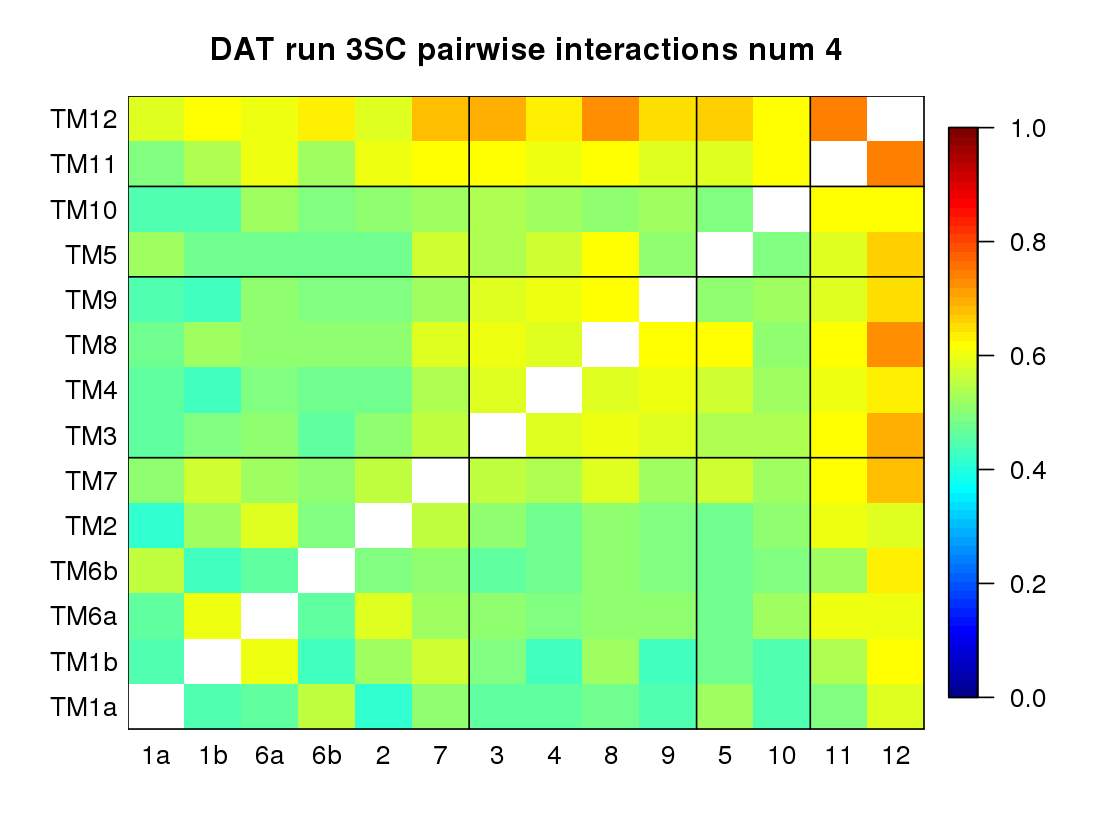 DAT run 3SC pairwise interactions num 4
TM12
TM11
TM10
TM5
TM9
TM8
TM4
TM3
TM7
TM2
TM6b
TM6a
TM1b
TM1a
1a 1b 6a 6b 2 7 3 4 8 9 5 10 11 12
1.0
0.8
0.6
0.4
0.2
0.0